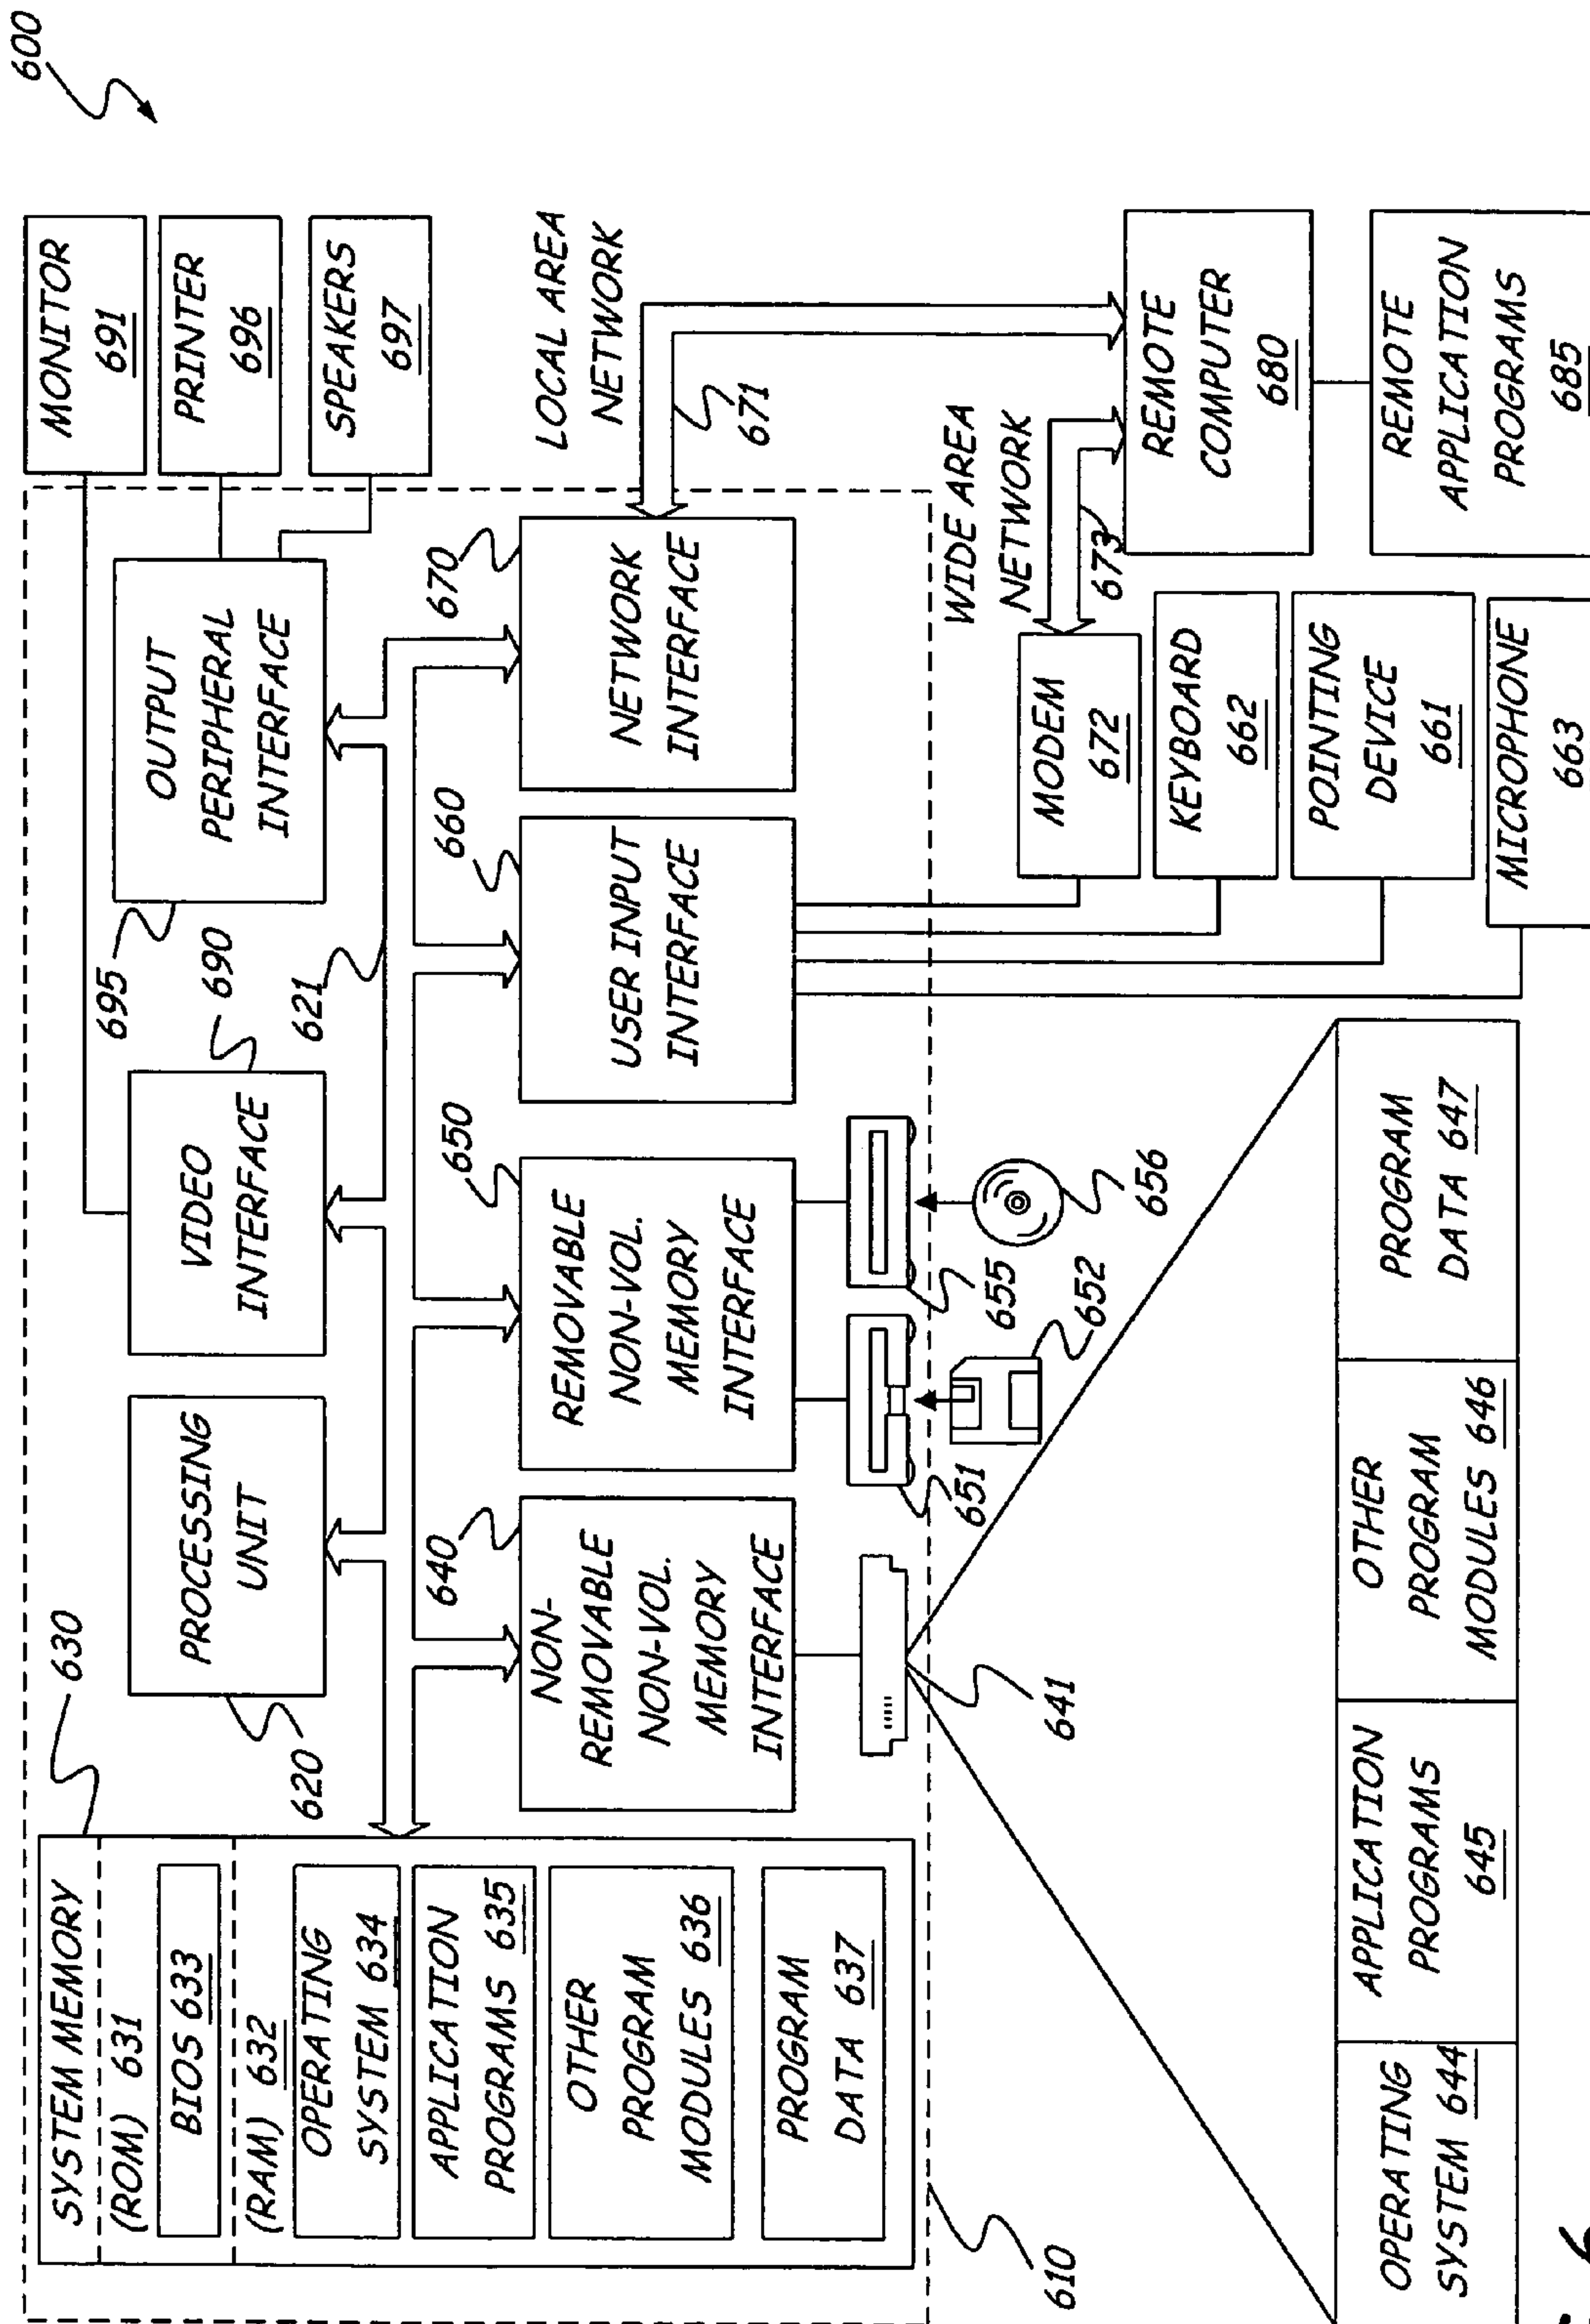 600
SYSTEM MEMORY
(ROM) 631
BIOS 633
(RAM) 632
OPERATING
SYSTEM 634
APPLICATION
PROGRAMS 635
OTHER
PROGRAM
MODULES 636
PROGRAM
DATA 637
630
620
PROCESSING
UNIT
VIDEO
INTERFACE
690
695
621
OUTPUT
PERIPHERAL
INTERFACE
MONITOR
691
PRINTER
696
SPEAKERS
697
640
NON-
REMOVABLE
NON-VOL.
MEMORY
INTERFACE
650
REMOVABLE
NON-VOL.
MEMORY
INTERFACE
660
USER INPUT
INTERFACE
670
NETWORK
INTERFACE
LOCAL AREA
NETWORK
671
WIDE AREA
NETWORK
673
610
641
651
652
655
656
MODEM
672
KEYBOARD
662
POINTING
DEVICE
661
MICROPHONE
663
REMOTE
COMPUTER
680
REMOTE
APPLICATION
PROGRAMS
685
OPERATING
SYSTEM 644
APPLICATION
PROGRAMS
645
OTHER
PROGRAM
MODULES 646
PROGRAM
DATA 647